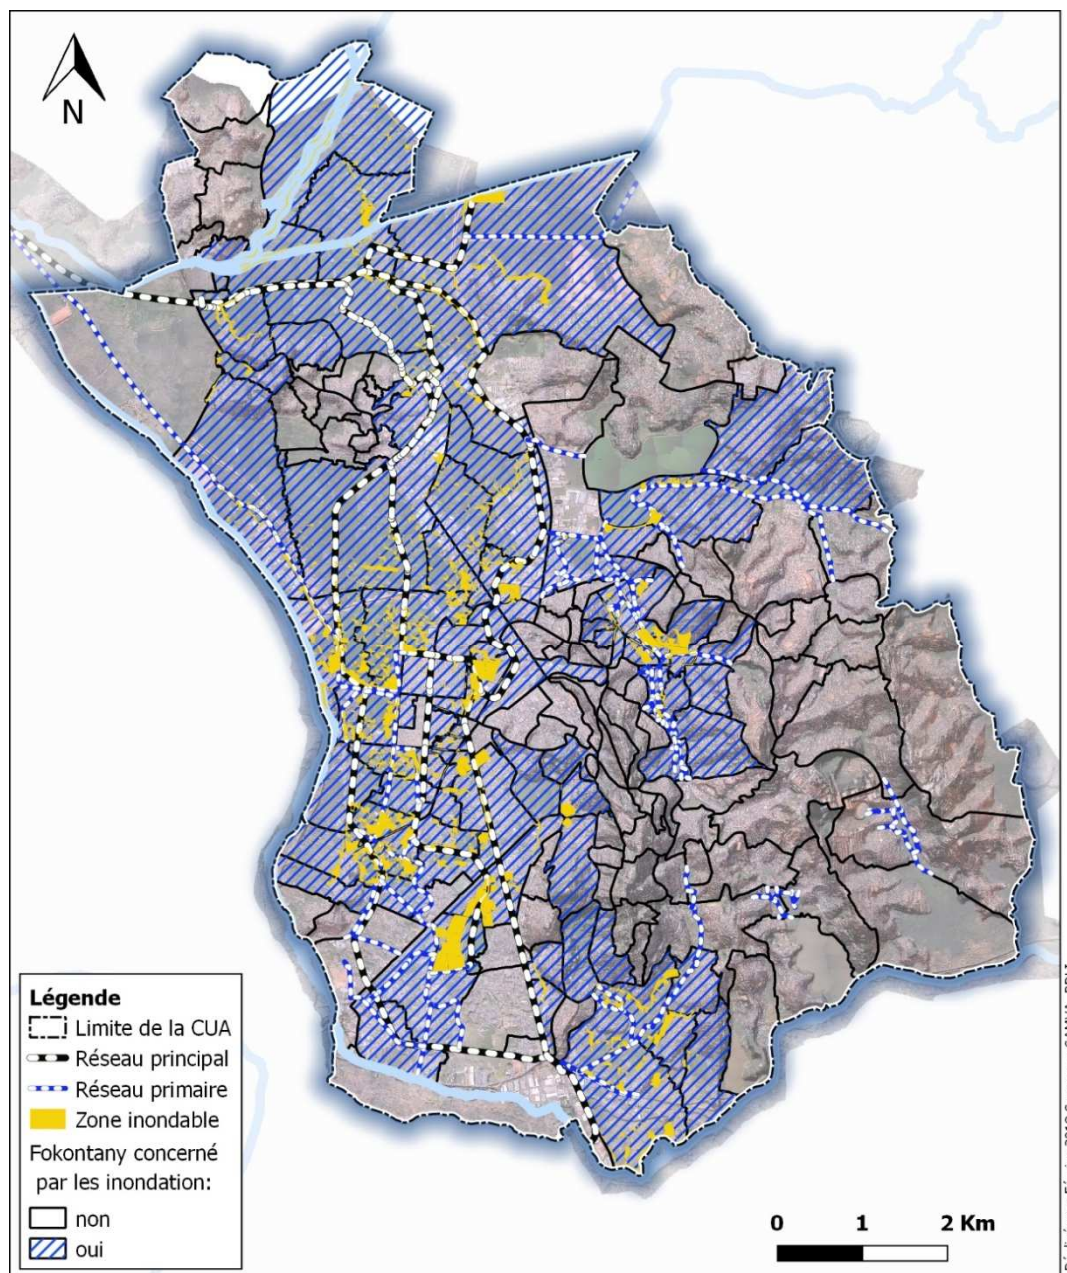 N
Légende
Limite de la CUA
Réseau principal
Réseau primaire
Zone inondable
Fokontany concerné
par les inondation:
non
oui
0 1 2 Km